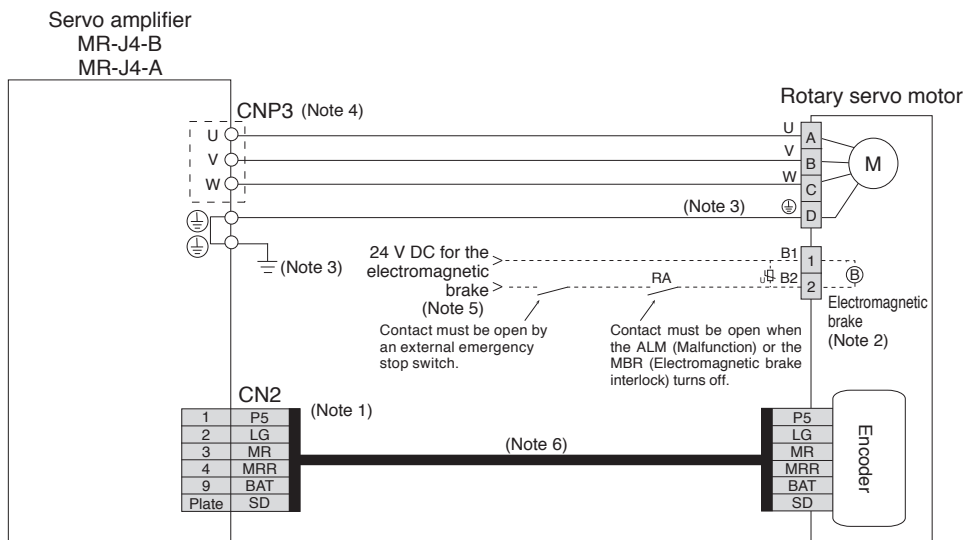 Servo amplifier
MR-J4-B
MR-J4-A
CNP3 (Note 4)
Rotary servo motor
U
V
W
U
V
W
A
B
C
D
M
(Note 3)
(Note 3)
24 V DC for the
electromagnetic
brake
(Note 5)
RA
B1
B2
U
1
2
B
Electromagnetic
brake
(Note 2)
Contact must be open by
an external emergency
stop switch.
Contact must be open when
the ALM (Malfunction) or the
MBR (Electromagnetic brake
interlock) turns off.
CN2
(Note 1)
1 P5
2 LG
3 MR
4 MRR
9 BAT
Plate SD
(Note 6)
P5
LG
MR
MRR
BAT
SD
Encoder